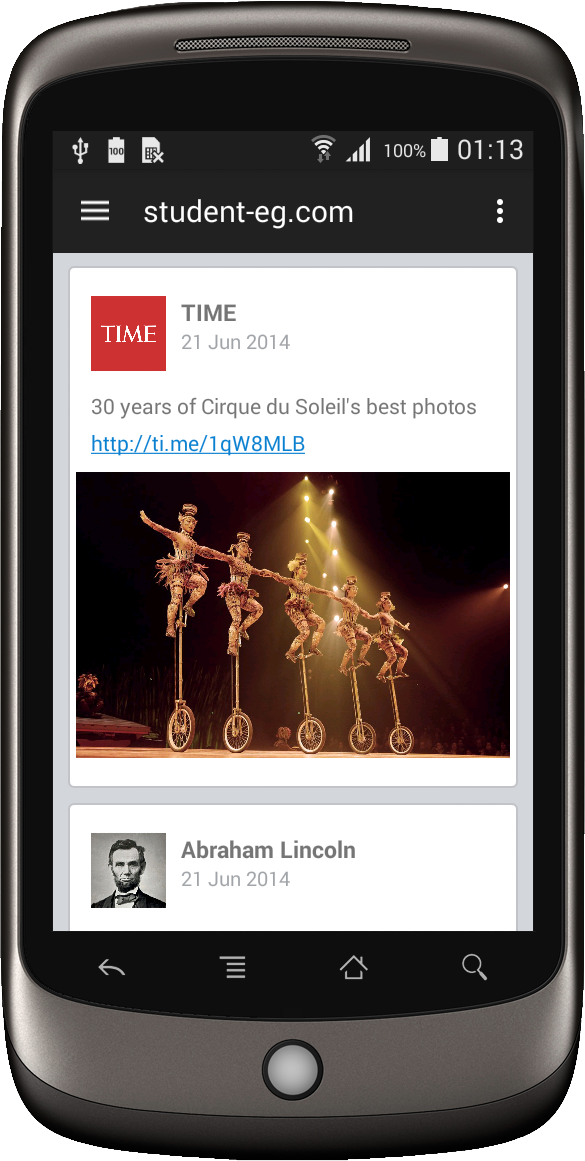 100
100%
01:13
student-eg.com
TIME
TIME
21 Jun 2014
30 years of Cirque du Soleil's best photos
http://ti.me/1qW8MLB
Abraham Lincoln
21 Jun 2014